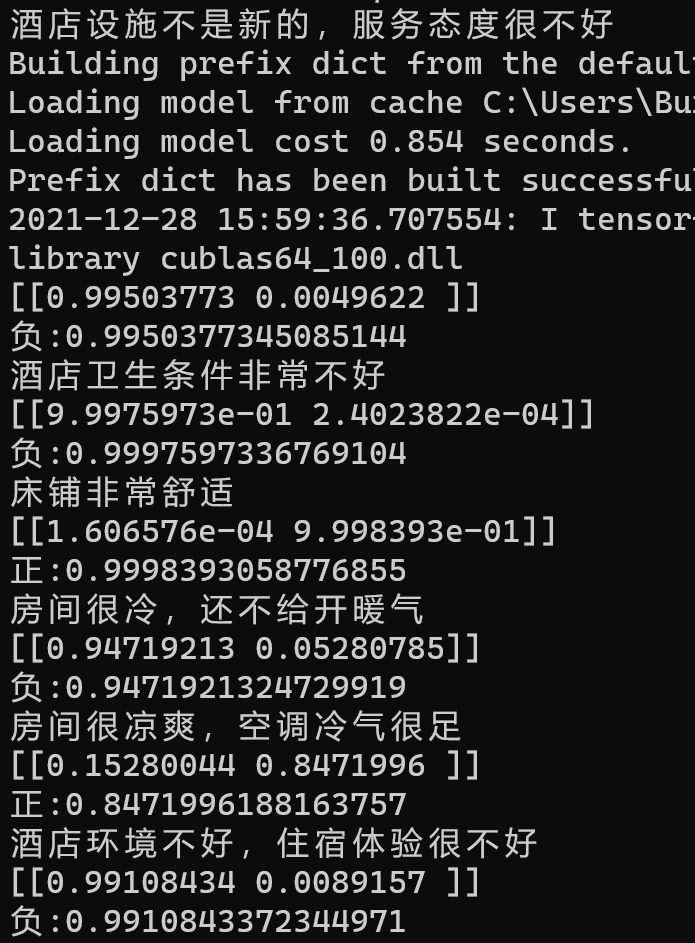 酒店设施不是新的，服务态度很不好
Building prefix dict from the default
Loading model from cache C:\Users\Bu
Loading model cost 0.854 seconds.
Prefix dict has been built successful
2021-12-28 15:59:36.707554: I tensor
library cublas64_100.dll
[[0.99503773 0.0049622 ]]
负:0.9950377345085144
酒店卫生条件非常不好
[[9.9975973e-01 2.4023822e-04]]
负:0.9997597336769104
床铺非常舒适
[[1.606576e-04 9.998393e-01]]
正:0.9998393058776855
房间很冷，还不给开暖气
[[0.94719213 0.05280785]]
负:0.9471921324729919
房间很凉爽，空调冷气很足
[[0.15280044 0.8471996 ]]
正:0.8471996188163757
酒店环境不好，住宿体验很不好
[[0.99108434 0.0089157 ]]
负:0.9910843372344971